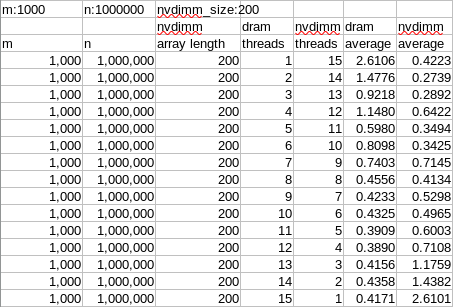 m:1000 n:1000000 nvdimm_size:200
nvdimm dram nvdimm dram nvdimm
m n array length threads threads average average
1,000 1,000,000 200 1 15 2.6106 0.4223
1,000 1,000,000 200 2 14 1.4776 0.2739
1,000 1,000,000 200 3 13 0.9218 0.2892
1,000 1,000,000 200 4 12 1.1480 0.6422
1,000 1,000,000 200 5 11 0.5980 0.3494
1,000 1,000,000 200 6 10 0.8098 0.3425
1,000 1,000,000 200 7 9 0.7403 0.7145
1,000 1,000,000 200 8 8 0.4556 0.4134
1,000 1,000,000 200 9 7 0.4233 0.5298
1,000 1,000,000 200 10 6 0.4325 0.4965
1,000 1,000,000 200 11 5 0.3909 0.6003
1,000 1,000,000 200 12 4 0.3890 0.7108
1,000 1,000,000 200 13 3 0.4156 1.1759
1,000 1,000,000 200 14 2 0.4358 1.4382
1,000 1,000,000 200 15 1 0.4171 2.6101